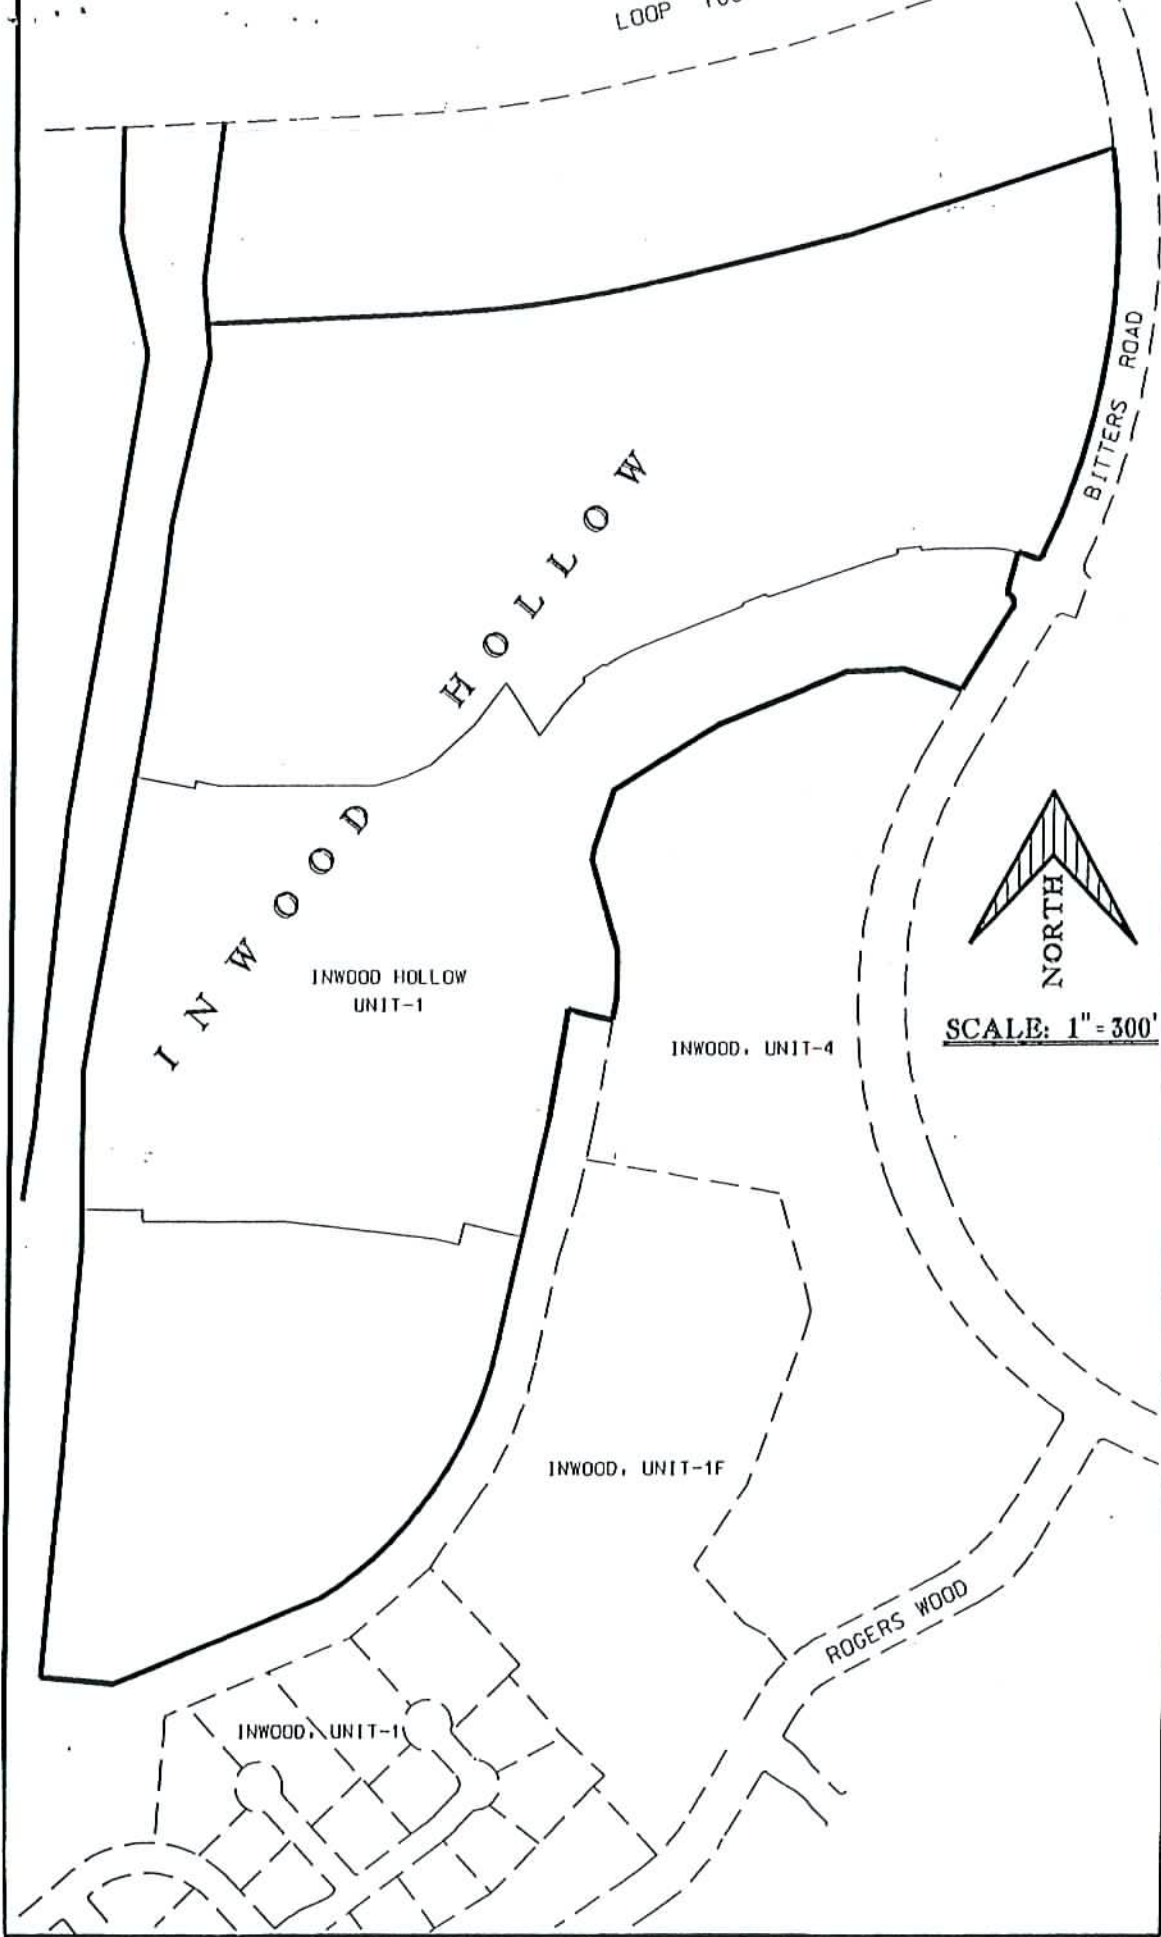 LOOP
BITTERS ROAD
INWOOD HOLLOW
INWOOD HOLLOW
UNIT-1
NORTH
SCALE: 1"=300'
INWOOD, UNIT-4
INWOOD, UNIT-1F
ROGERS WOOD
INWOOD, UNIT-1